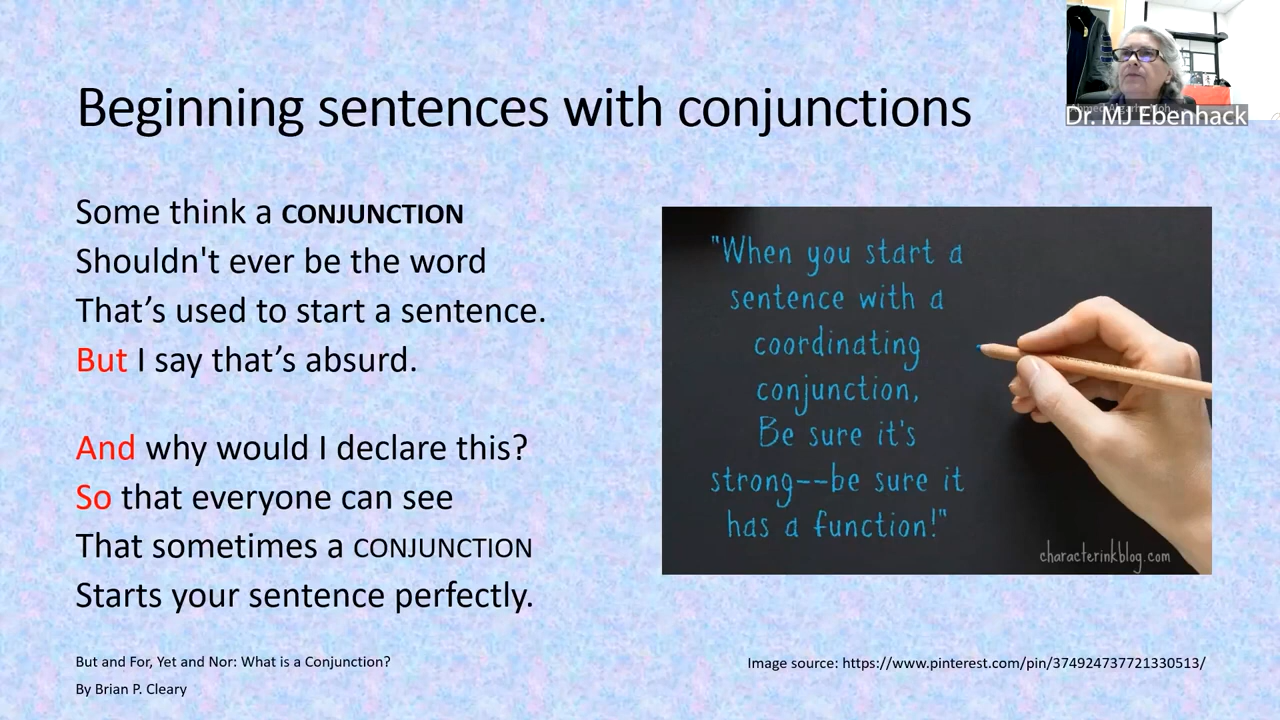 Beginning sentences with conjunctions
Dr. MJ Ebenhack
Some think a CONJUNCTION
Shouldn't ever be the word
That’s used to start a sentence.
But I say that’s absurd.
And why would I declare this?
So that everyone can see
That sometimes a CONJUNCTION
Starts your sentence perfectly.
"When you start a
sentence with a
coordinating
conjunction,
Be sure it's
strong--be sure it
has a function!"
characterinkblog.com
But and For, Yet and Nor: What is a Conjunction?
By Brian P. Cleary
Image source: https://www.pinterest.com/pin/374924737721330513/